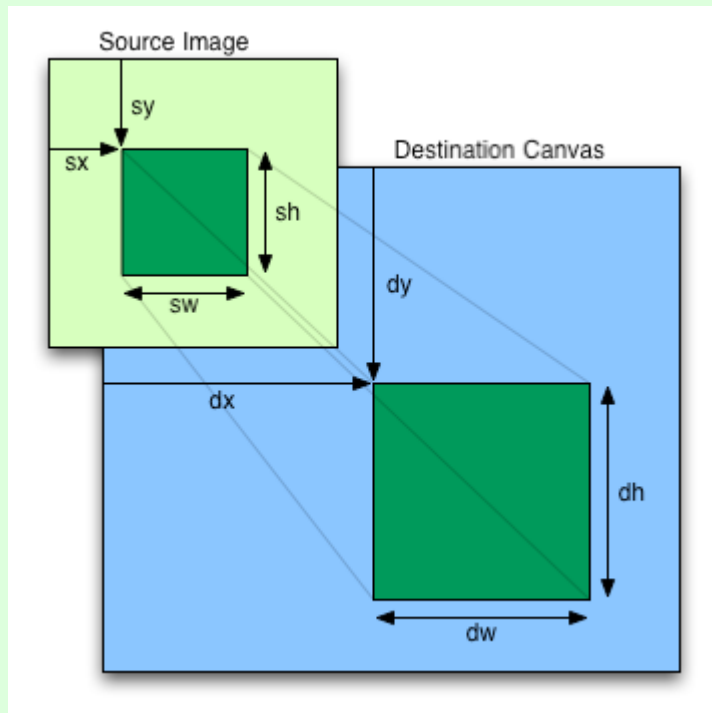 Source Image
sy
sx
Destination Canvas
sh
dy
sw
dx
dh
dw